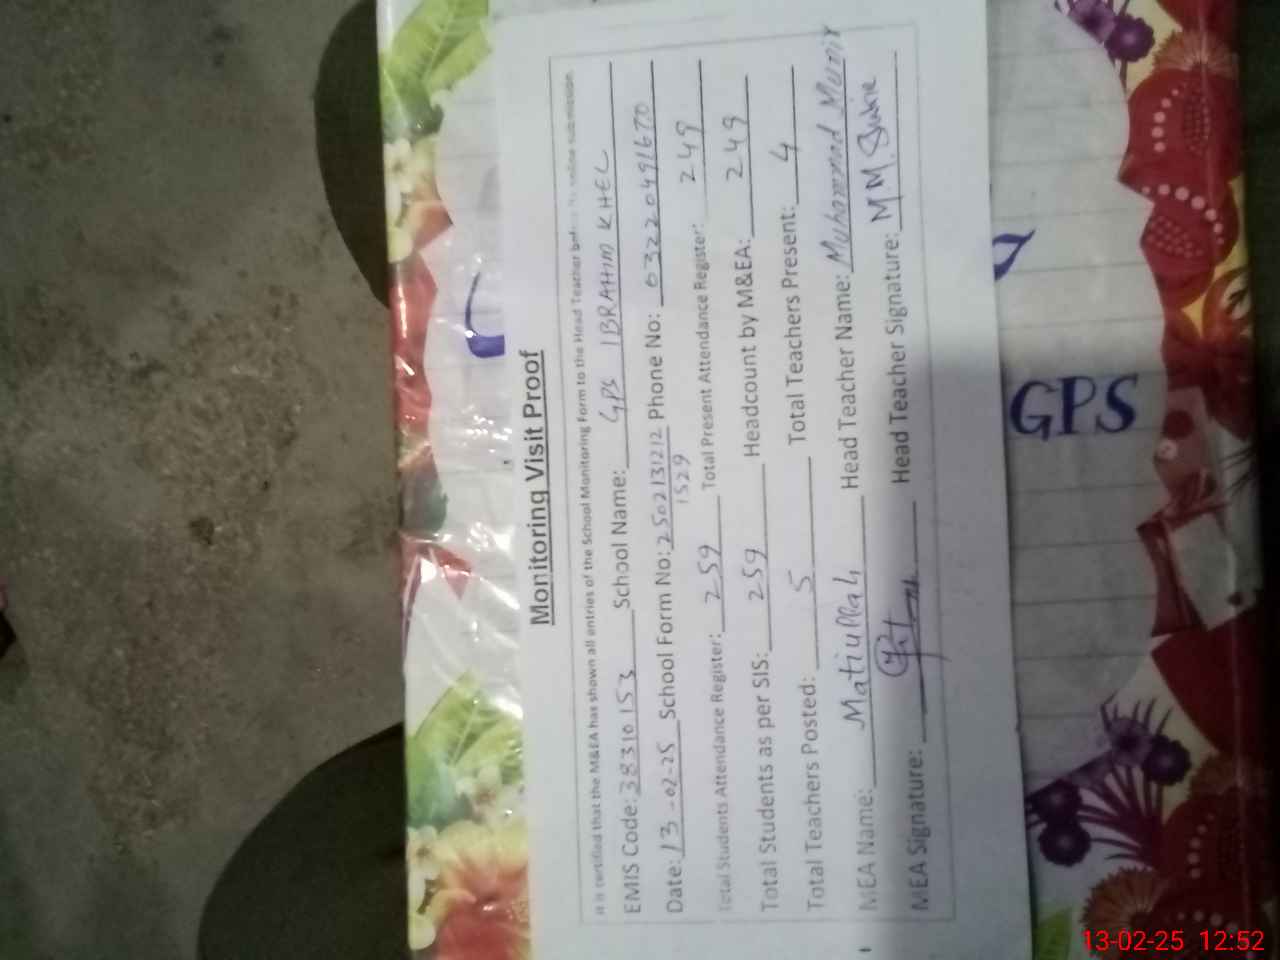 Monitoring Visit Proof
It is certified that the M&EA has shown all entries of the School Monitoring Form to the Head Teacher before his online submission.
EMIS Code: 38310153 School Name: GPS IBRAHIM KHEL
Date: 13-02-25 School Form No: 2502131212 1529 Phone No: 03220491670
Total Students Attendance Register: 259 Total Present Attendance Register: 249
Total Students as per SIS: 259 Headcount by M&EA: 249
Total Teachers Posted: 5 Total Teachers Present: 4
MEA Name: Matiullah Head Teacher Name: Muhammad Munir
MEA Signature: Head Teacher Signature: M M.
GPS
13-02-25 12:52